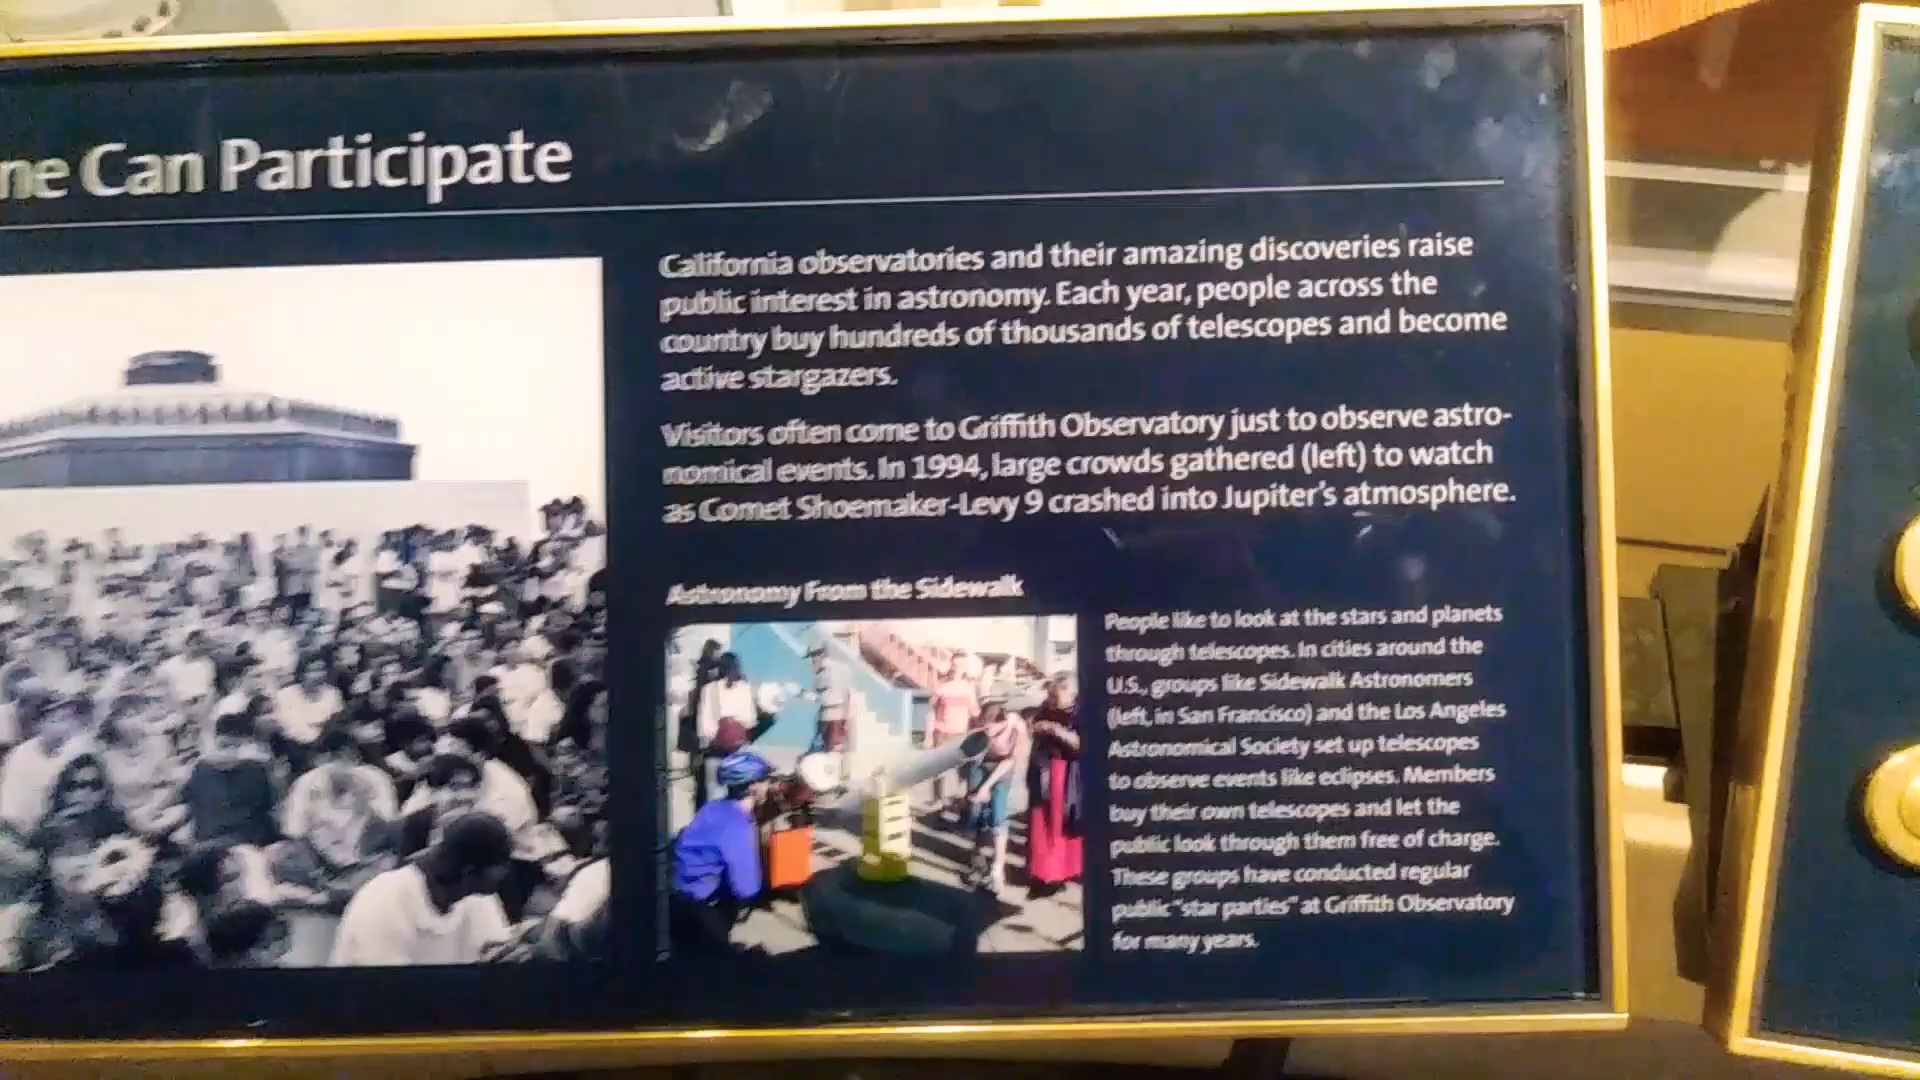 ne Can Participate
California observatories and their amazing discoveries raise
public interest in astronomy. Each year, people across the
country buy hundreds of thousands of telescopes and become
active stargazers.
Visitors often come to Griffith Observatory just to observe astro-
nomical events. In 1994, large crowds gathered (left) to watch
as Comet Shoemaker-Levy 9 crashed into Jupiter's atmosphere.
Astronomy From the Sidewalk
People like to look at the stars and planets
through telescopes. In cities around the
U.S., groups like Sidewalk Astronomers
(left, in San Francisco) and the Los Angeles
Astronomical Society set up telescopes
to observe events like eclipses. Members
buy their own telescopes and let the
public look through them free of charge.
These groups have conducted regular
public "star parties" at Griffith Observatory
for many years.